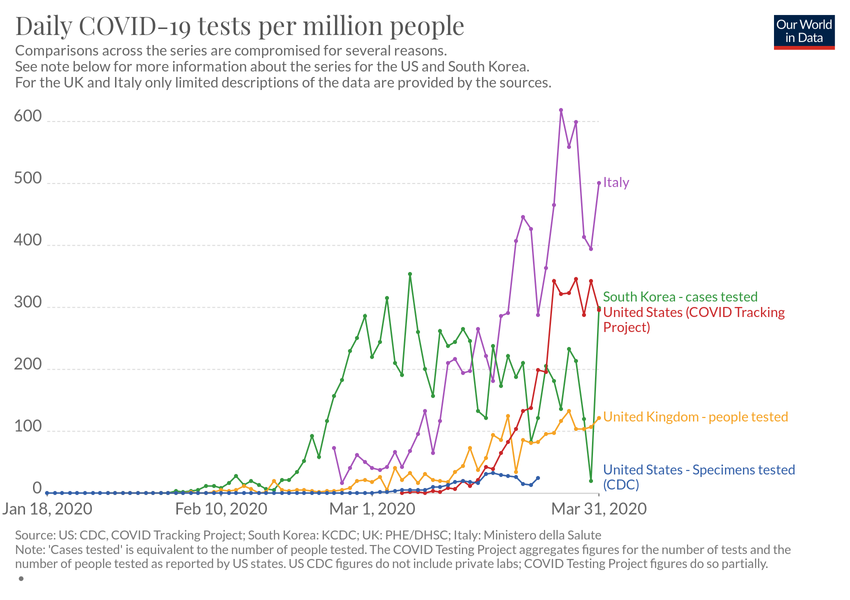 Daily COVID-19 tests per million people
Our World
in Data
Comparisons across the series are compromised for several reasons.
See note below for more information about the series for the US and South Korea.
For the UK and Italy only limited descriptions of the data are provided by the sources.
600
500
Italy
400
300
South Korea - cases tested
United States (COVID Tracking
Project)
200
100
United Kingdom - people tested
United States - Specimens tested
(CDC)
0
Jan 18, 2020
Feb 10, 2020
Mar 1, 2020
Mar 31, 2020
Source: US: CDC, COVID Tracking Project; South Korea: KCDC; UK: PHE/DHSC; Italy: Ministero della Salute
Note: 'Cases tested' is equivalent to the number of people tested. The COVID Testing Project aggregates figures for the number of tests and the
number of people tested as reported by US states. US CDC figures do not include private labs; COVID Testing Project figures do so partially.